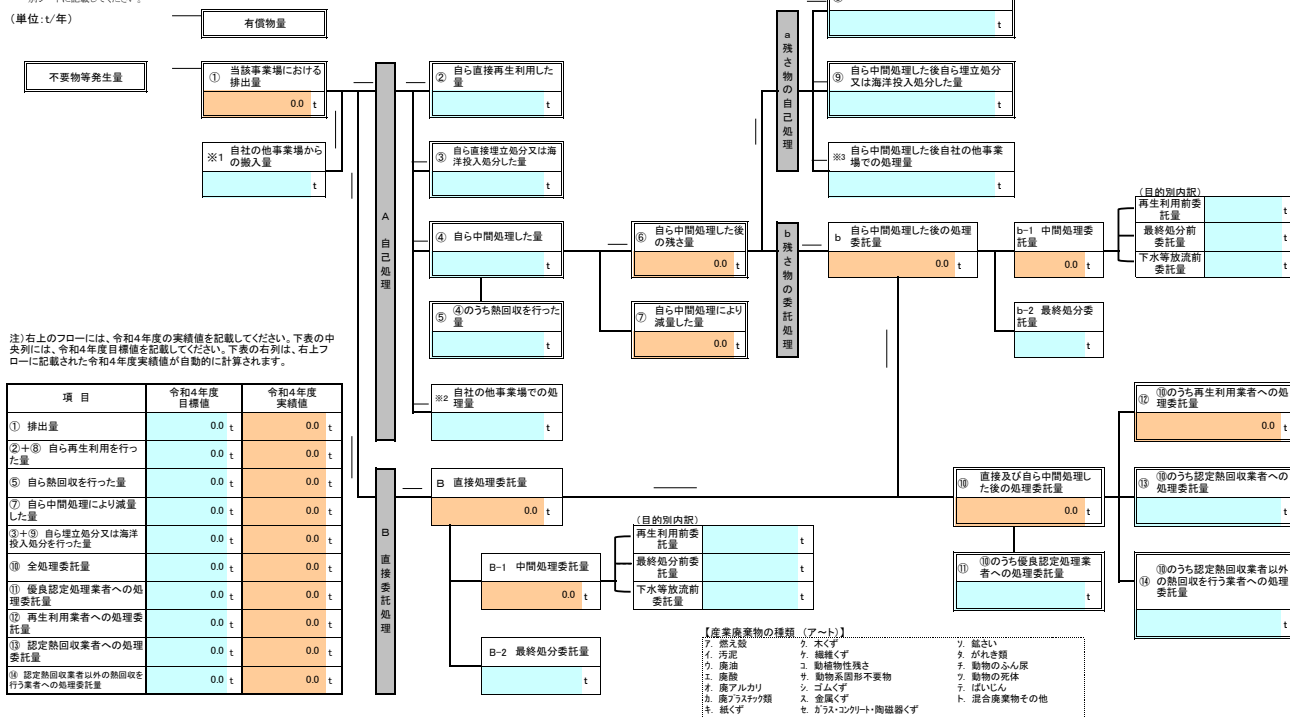 (単位:t/年)
有償物量
不要物等発生量
① 当該事業場における
排出量
0.0 t
※1 自社の他事業場から
の搬入量
t
A 自己処理
② 自ら直接再生利用した
量
t
③ 自ら直接埋立処分又は海
洋投入処分した量
t
④ 自ら中間処理した量
t
⑤ ④のうち熱回収を行った
量
t
※2 自社の他事業場での処
理量
t
⑥ 自ら中間処理した後
の残さ量
0.0 t
⑦ 自ら中間処理により
減量した量
0.0 t
a 残さ物の自己処理
t
⑨ 自ら中間処理した後自ら埋立処分
又は海洋投入処分した量
t
※3 自ら中間処理した後自社の他事業
場での処理量
t
b 残さ物の委託処理
b 自ら中間処理した後の処理
委託量
0.0 t
b-1 中間処理委
託量
0.0 t
(目的別内訳)
再生利用前委
託量
t
最終処分前
委託量
t
下水等放流前
委託量
t
b-2 最終処分委
託量
t
注)右上のフローには、令和4年度の実績値を記載してください。下表の中
央列には、令和4年度目標値を記載してください。下表の右列は、右上フ
ローに記載された令和4年度実績値が自動的に計算されます。
項 目 令和4年度
目標値 令和4年度
実績値
① 排出量 0.0 t 0.0 t
②+⑧ 自ら再生利用を行っ
た量 0.0 t 0.0 t
⑤ 自ら熱回収を行った量 0.0 t 0.0 t
⑦ 自ら中間処理により減量
した量 0.0 t 0.0 t
③+⑨ 自ら埋立処分又は海洋
投入処分を行った量 0.0 t 0.0 t
⑩ 全処理委託量 0.0 t 0.0 t
⑪ 優良認定処理業者への処
理委託量 0.0 t 0.0 t
⑫ 再生利用業者への処理委
託量 0.0 t 0.0 t
⑬ 認定熱回収業者への処理
委託量 0.0 t 0.0 t
⑭ 認定熱回収業者以外の熱回収を
行う業者への処理委託量 0.0 t 0.0 t
B 直接委託処理
B 直接処理委託量
0.0 t
B-1 中間処理委託量
0.0 t
(目的別内訳)
再生利用前委
託量
t
最終処分前委
託量
t
下水等放流前
委託量
t
B-2 最終処分委託量
t
⑩ 直接及び自ら中間処理し
た後の処理委託量
0.0 t
⑪ ⑩のうち優良認定処理業
者への処理委託量
t
⑫ ⑩のうち再生利用業者への処
理委託量
0.0 t
⑬ ⑩のうち認定熱回収業者への
処理委託量
t
⑭ ⑩のうち認定熱回収業者以外
の熱回収を行う業者への処理
委託量
t
【産業廃棄物の種類 (ア~ト)】
ア. 燃え殻
イ. 汚泥
ウ. 廃油
エ. 廃酸
オ. 廃アルカリ
カ. 廃プラスチック類
キ. 紙くず
ク. 木くず
ケ. 繊維くず
コ. 動植物性残さ
サ. 動物系固形不要物
シ. ゴムくず
ス. 金属くず
セ. ガラス・コンクリート・陶磁器くず
ソ. 鉱さい
タ. がれき類
チ. 動物のふん尿
ツ. 動物の死体
テ. ばいじん
ト. 混合廃棄物その他